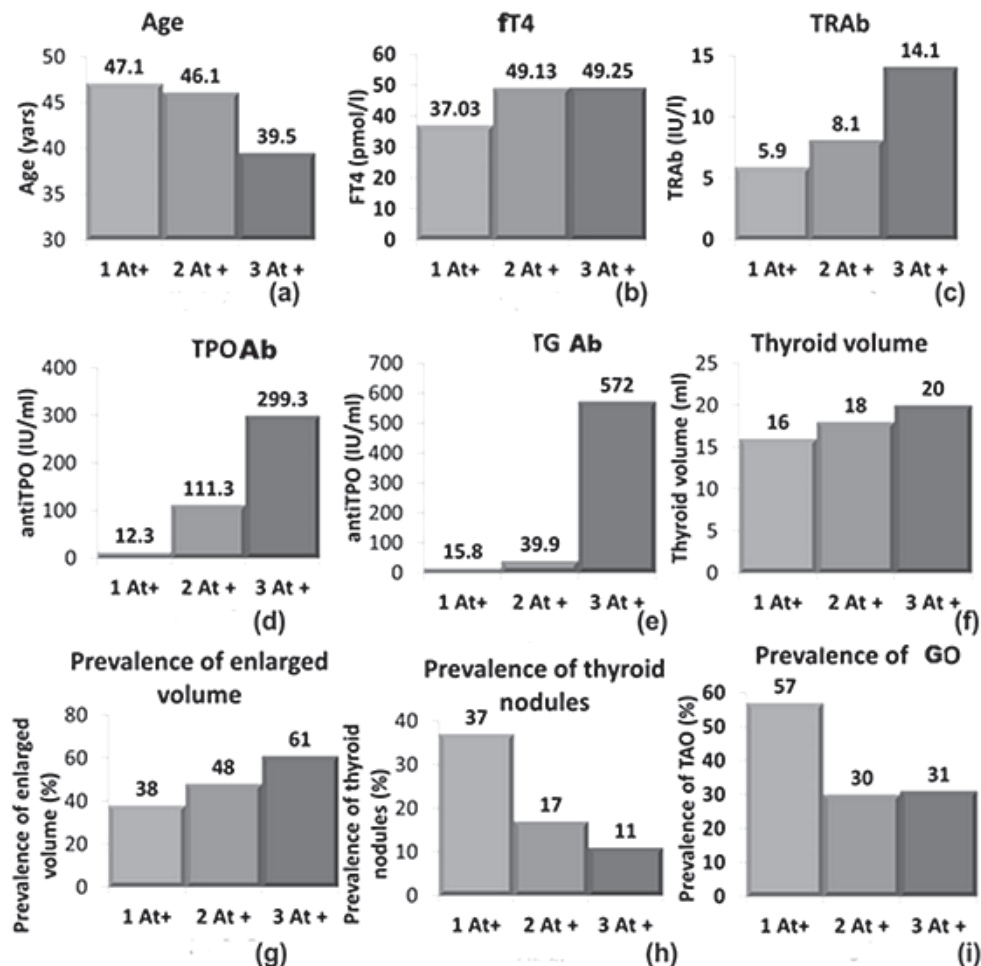 Age
Age (yars)
50
45
40
35
30
47.1
46.1
39.5
1 At+ 2 At + 3 At +
(a)
fT4
FT4 (pmol/l)
60
50
40
30
20
10
0
37.03
49.13
49.25
1 At+ 2 At + 3 At +
(b)
TRAb
TRAb (IU/l)
15
10
5
0
5.9
8.1
14.1
1 At+ 2 At + 3 At +
(c)
TPOAb
antiTPO (IU/ml)
400
300
200
100
0
12.3
111.3
299.3
1 At+ 2 At + 3 At +
(d)
TG Ab
antiTPO (IU/ml)
700
600
500
400
300
200
100
0
15.8
39.9
572
1 At+ 2 At + 3 At +
(e)
Thyroid volume
Thyroid volume (ml)
25
20
15
10
5
0
16
18
20
1 At+ 2 At + 3 At +
(f)
Prevalence of enlarged
volume
Prevalence of enlarged
volume (%)
80
60
40
20
0
38
48
61
1 At+ 2 At + 3 At +
(g)
Prevalence of thyroid
nodules
Prevalence of thyroid
nodules (%)
40
30
20
10
0
37
17
11
1 At+ 2 At + 3 At +
(h)
Prevalence of GO
Prevalence of TAO (%)
60
50
40
30
20
10
0
57
30
31
1 At+ 2 At + 3 At +
(i)